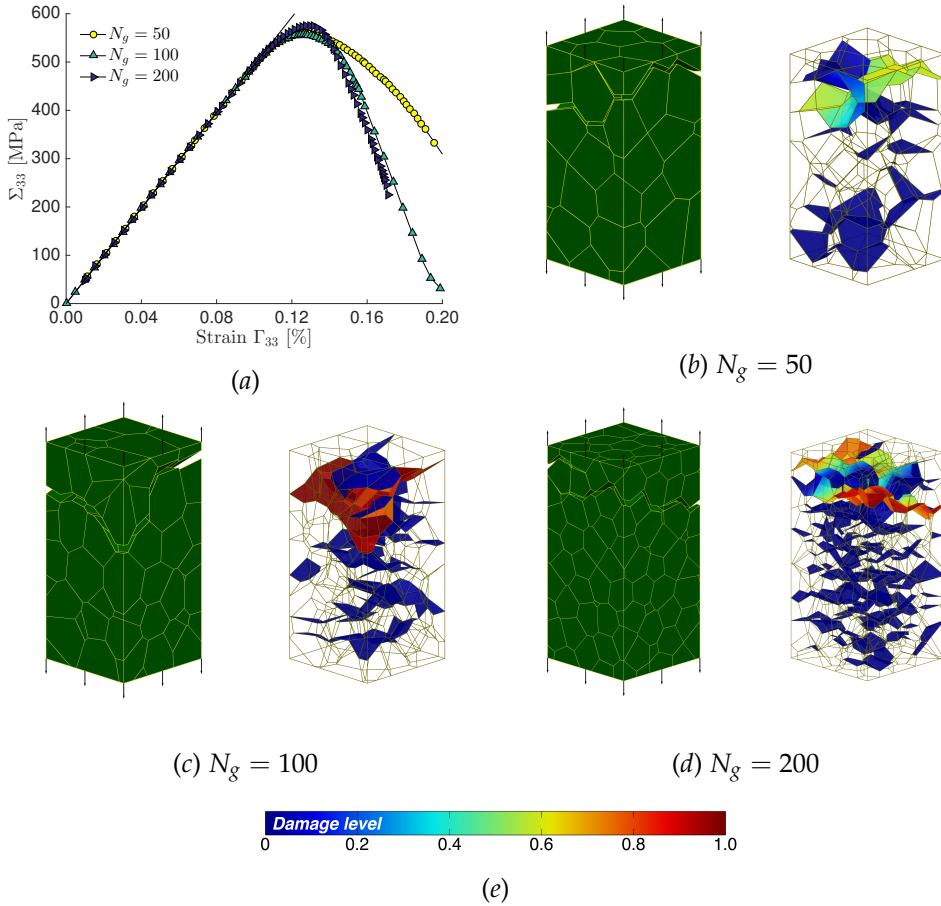 600
500
400
300
200
100
0
Σ₃₃ [MPa]
N_g = 50
N_g = 100
N_g = 200
0.00 0.04 0.08 0.12 0.16 0.20
Strain Γ₃₃ [%]
(a)
(b) N_g = 50
(c) N_g = 100
(d) N_g = 200
Damage level
0 0.2 0.4 0.6 0.8 1.0
(e)